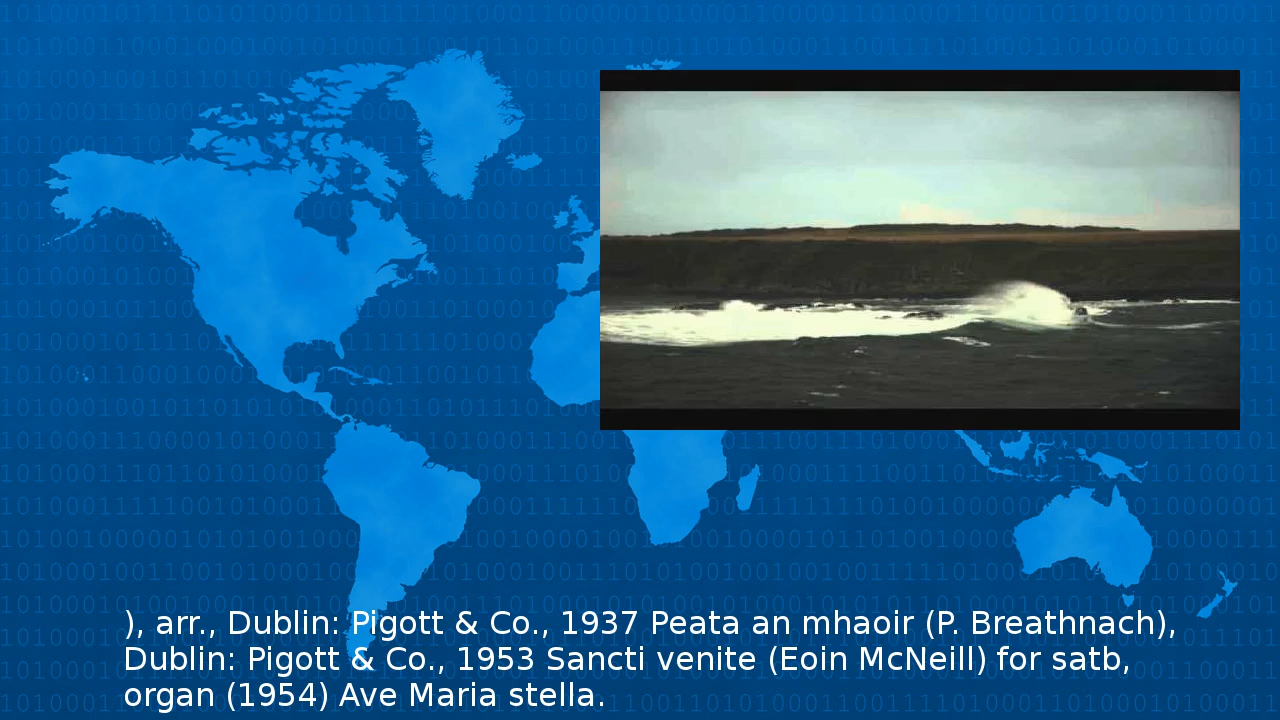 ), arr., Dublin: Pigott & Co., 1937 Peata an mhaoir (P. Breathnach),
Dublin: Pigott & Co., 1953 Sancti venite (Eoin McNeill) for satb,
organ (1954) Ave Maria stella.